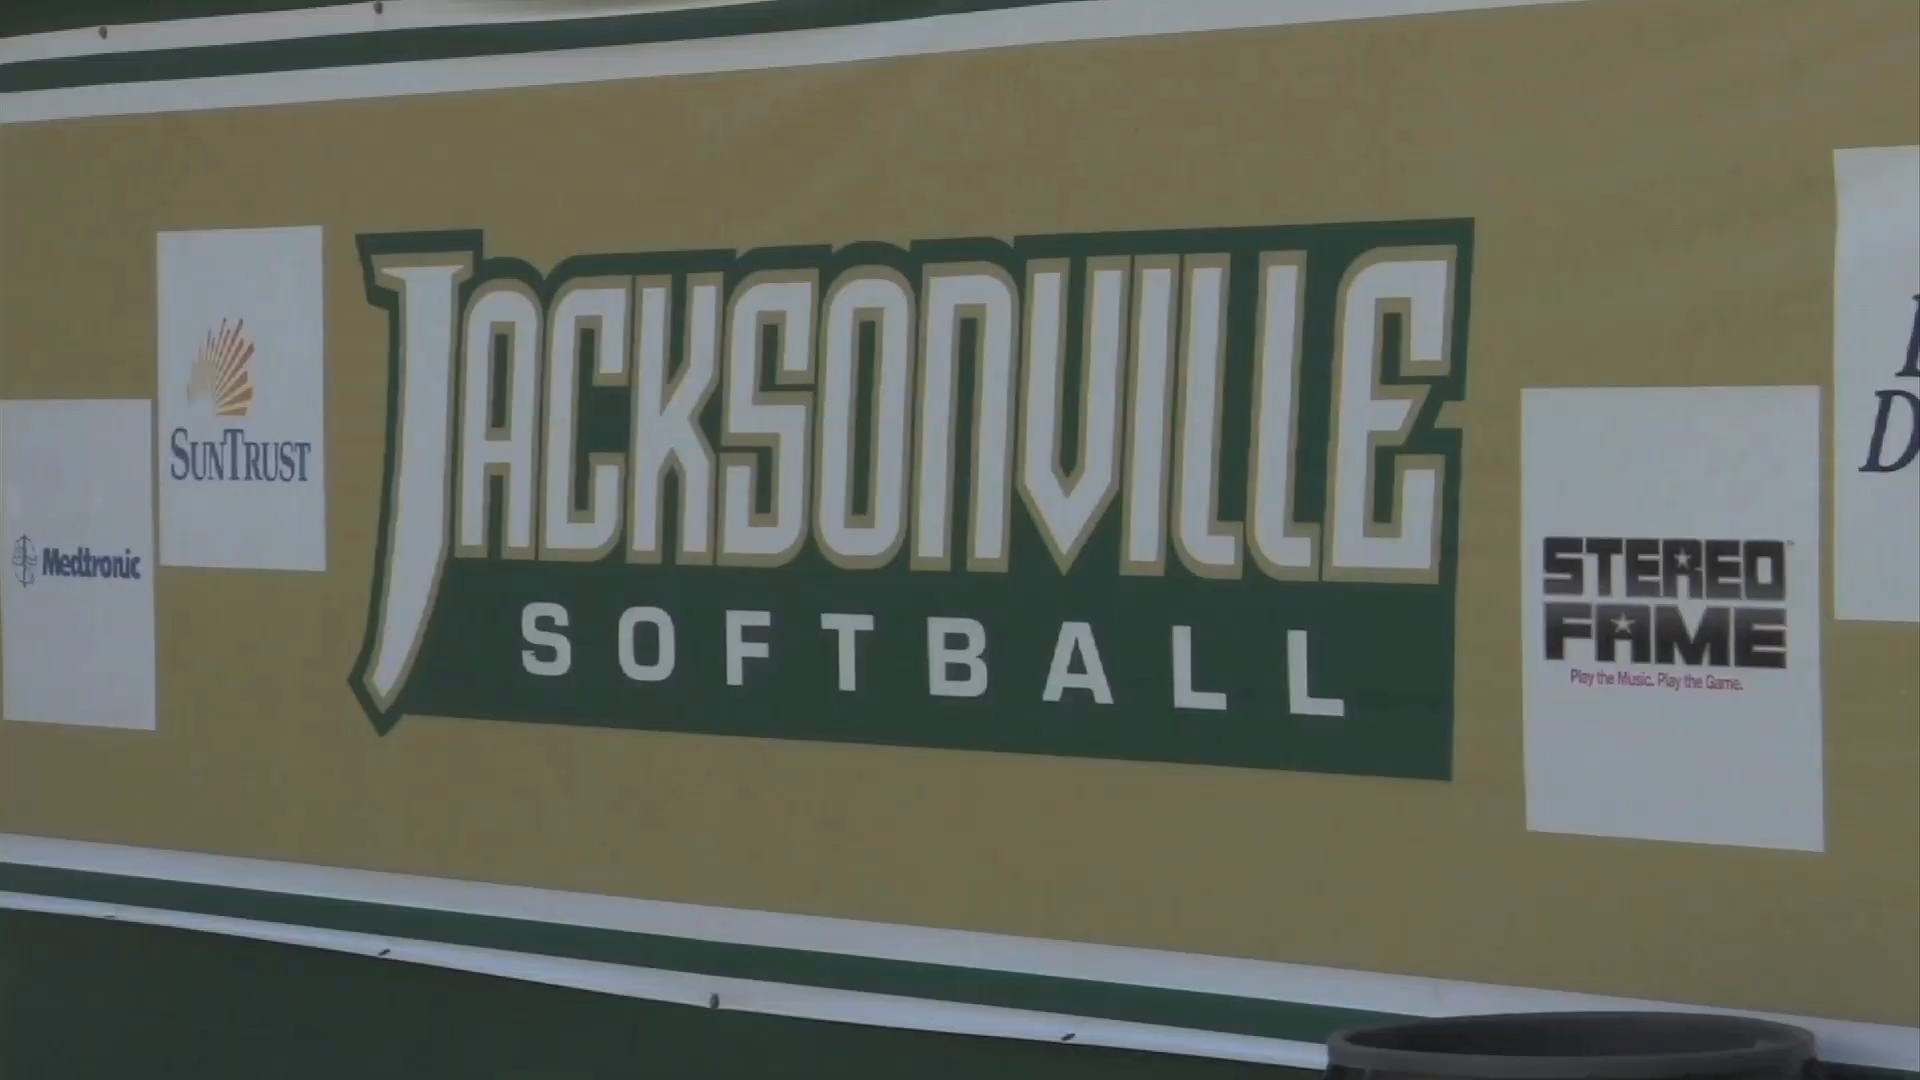 Medtronic
SUNTRUST
JACKSONVILLE
SOFTBALL
STEREO
FAME
Play the Music. Play the Game.
D